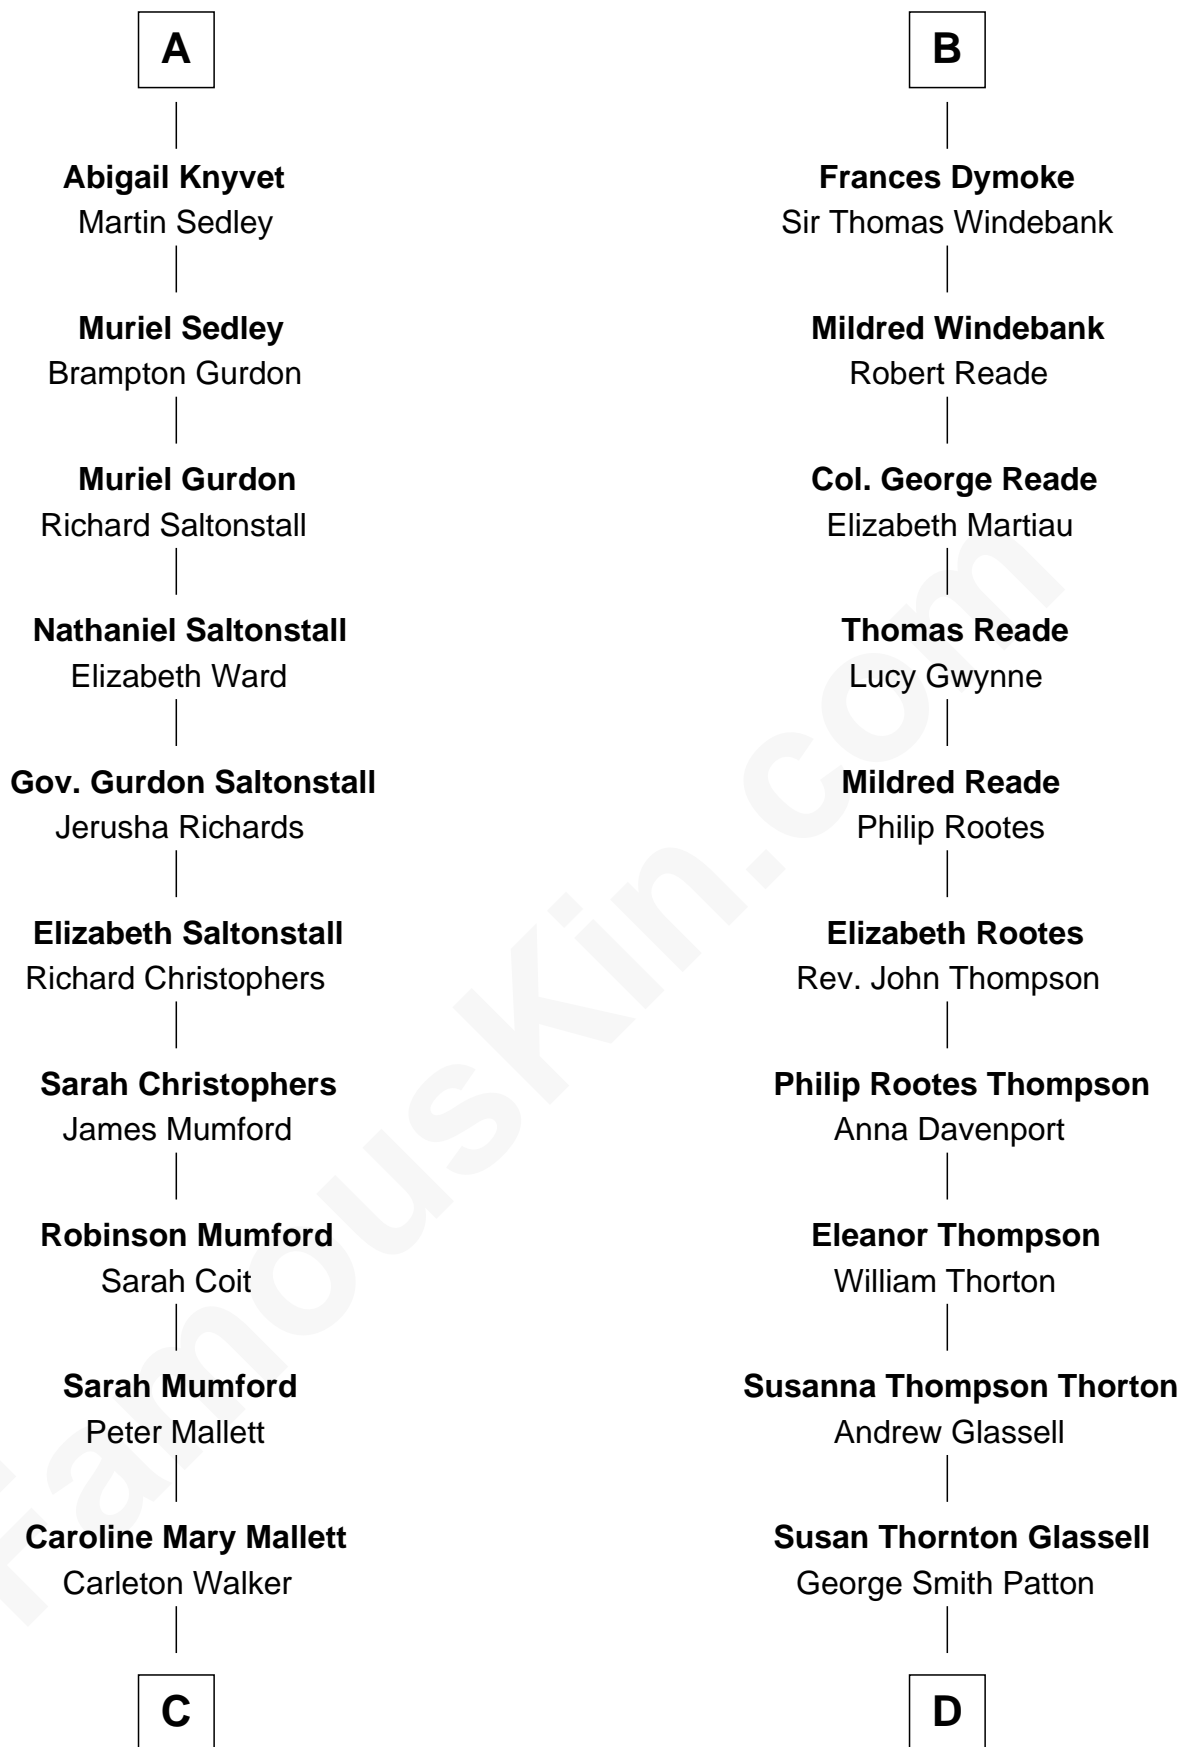 A
Abigail Knyvet
Martin Sedley
Muriel Sedley
Brampton Gurdon
Muriel Gurdon
Richard Saltonstall
Nathaniel Saltonstall
Elizabeth Ward
Gov. Gurdon Saltonstall
Jerusha Richards
Elizabeth Saltonstall
Richard Christophers
Sarah Christophers
James Mumford
Robinson Mumford
Sarah Coit
Sarah Mumford
Peter Mallett
Caroline Mary Mallett
Carleton Walker
C
B
Frances Dymoke
Sir Thomas Windebank
Mildred Windebank
Robert Reade
Col. George Reade
Elizabeth Martiau
Thomas Reade
Lucy Gwynne
Mildred Reade
Philip Rootes
Elizabeth Rootes
Rev. John Thompson
Philip Rootes Thompson
Anna Davenport
Eleanor Thompson
William Thorton
Susanna Thompson Thorton
Andrew Glassell
Susan Thornton Glassell
George Smith Patton
D
FamousKin.com